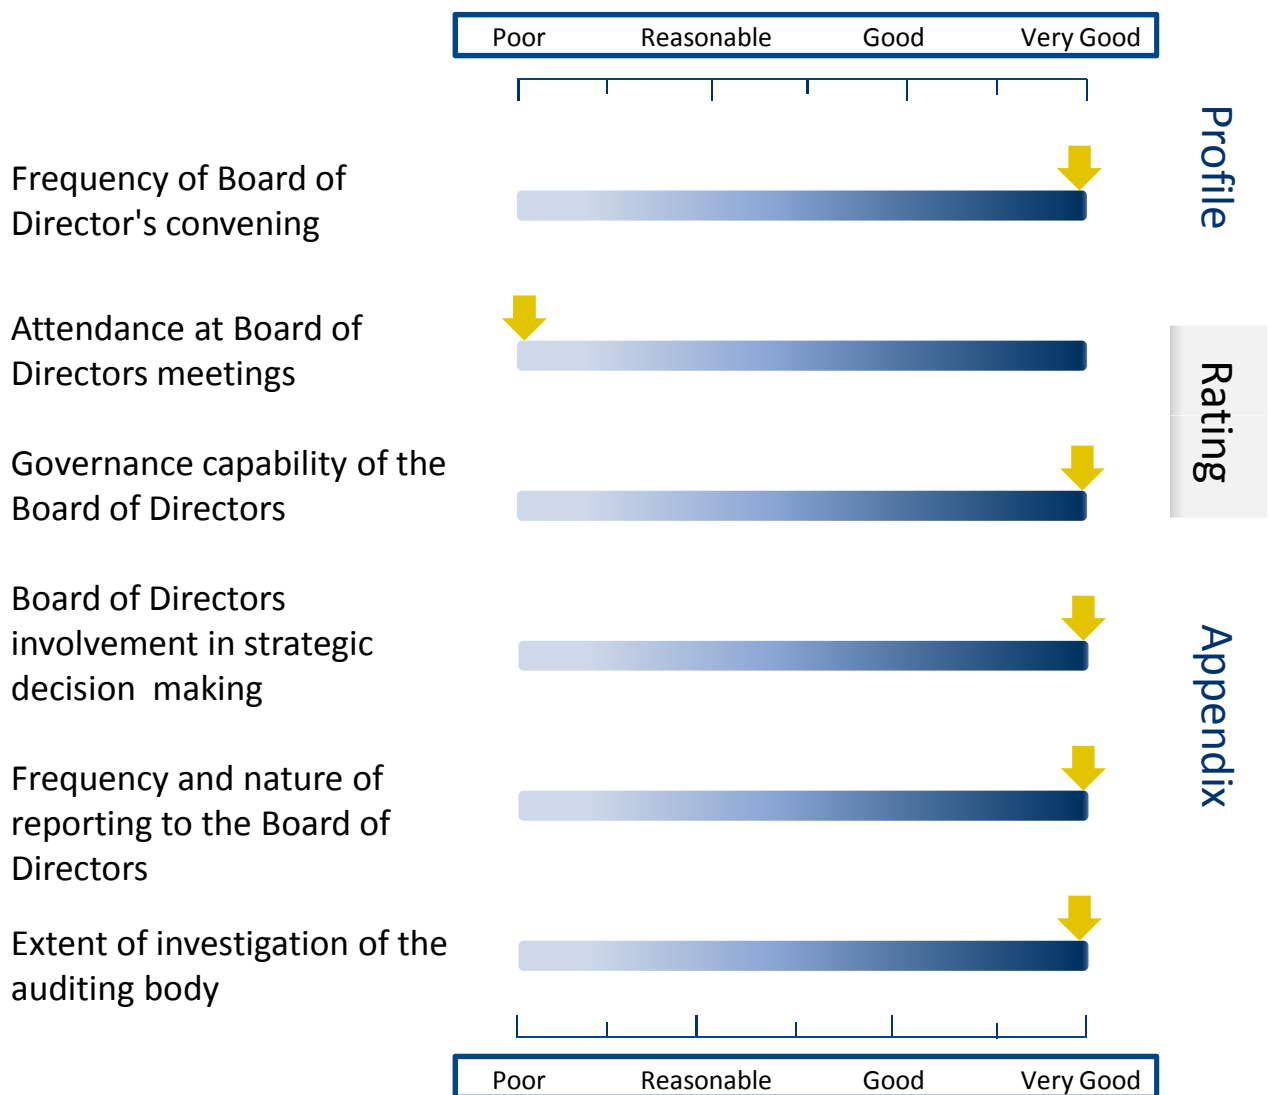 Poor Reasonable Good Very Good
Profile
Frequency of Board of
Director's convening
Attendance at Board of
Directors meetings
Rating
Governance capability of the
Board of Directors
Board of Directors
involvement in strategic
decision  making
Appendix
Frequency and nature of
reporting to the Board of
Directors
Extent of investigation of the
auditing body
Poor Reasonable Good Very Good